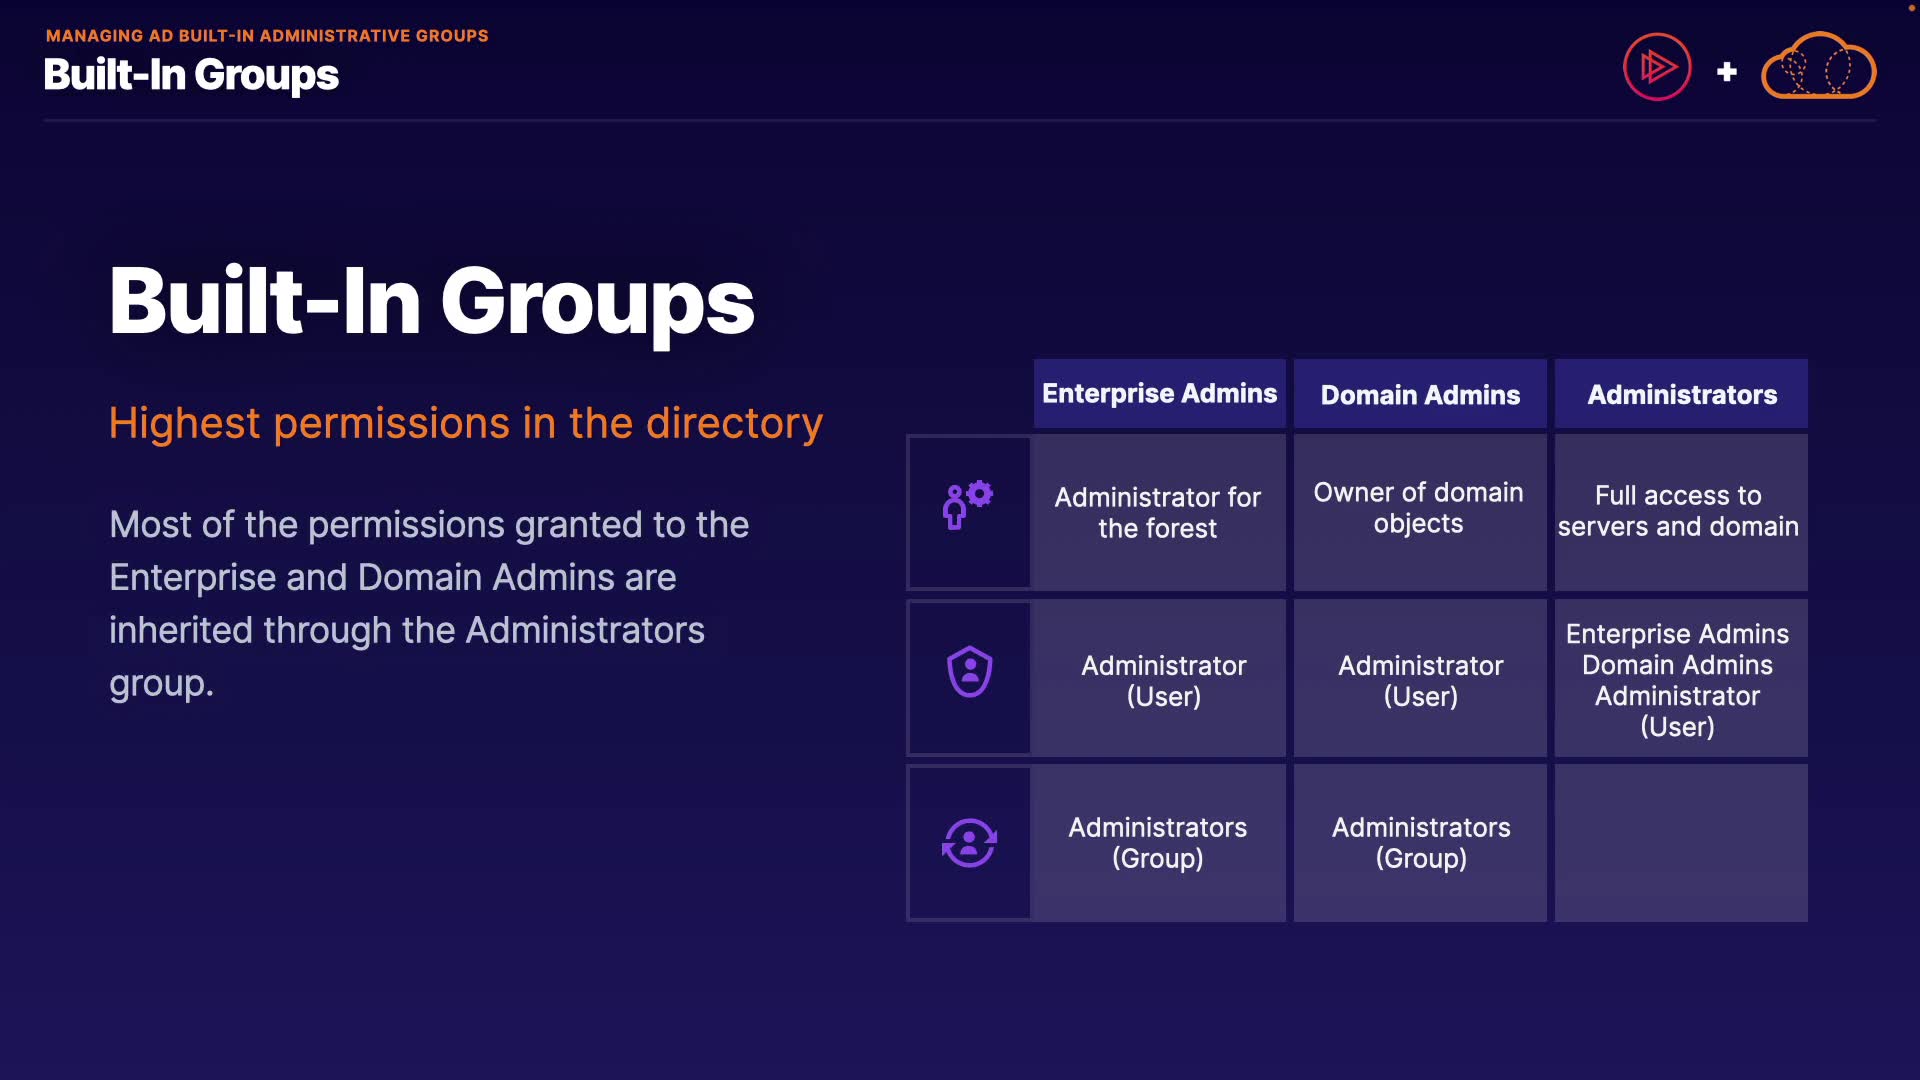 MANAGING AD BUILT-IN ADMINISTRATIVE GROUPS
Built-In Groups
Built-In Groups
Highest permissions in the directory
Most of the permissions granted to the
Enterprise and Domain Admins are
inherited through the Administrators
group.
Enterprise Admins
Domain Admins
Administrators
Administrator for
the forest
Owner of domain
objects
Full access to
servers and domain
Administrator
(User)
Administrator
(User)
Enterprise Admins
Domain Admins
Administrator
(User)
Administrators
(Group)
Administrators
(Group)